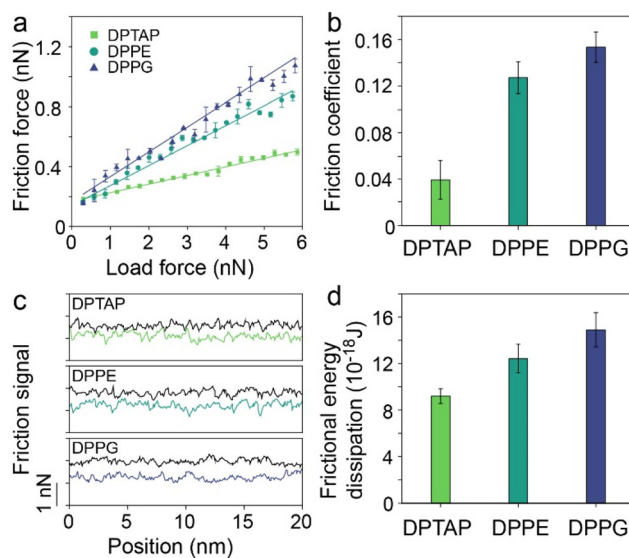 a
DPTAP
DPPE
DPPG
Friction force (nN)
1.2
0.8
0.4
0
0 1 2 3 4 5 6
Load force (nN)
b
Friction coefficient
0.16
0.12
0.08
0.04
0
DPTAP DPPE DPPG
c
DPTAP
DPPE
DPPG
Friction signal
1 nN
0 5 10 15 20
Position (nm)
d
Frictional energy
dissipation (10⁻¹⁸J)
16
12
8
4
0
DPTAP DPPE DPPG